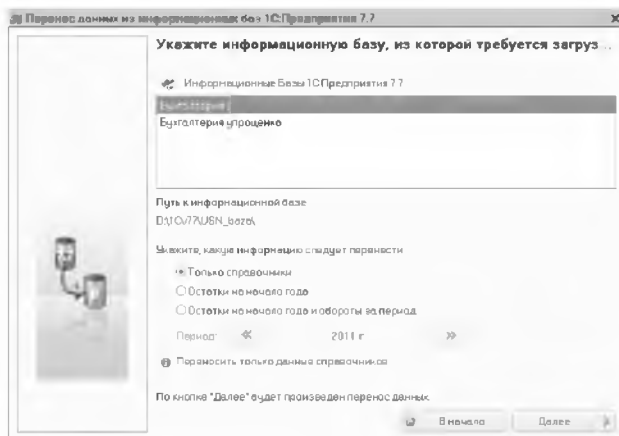 Перенос данных из информационных баз 1С:Предприятия 7.7
Укажите информационную базу, из которой требуется загруз...
Информационные Базы 1С:Предприятия 7.7
Бухгалтерия упрощенка
Путь к информационной базе
D:\1Cv77\USN_baza\
Укажите, какую информацию следует перенести
Только справочники
Остатки на начало года
Остатки на начало года и обороты за период
Период: 2011 г
Переносить только данные справочников
По кнопке "Далее" будет произведен перенос данных
В начало Далее